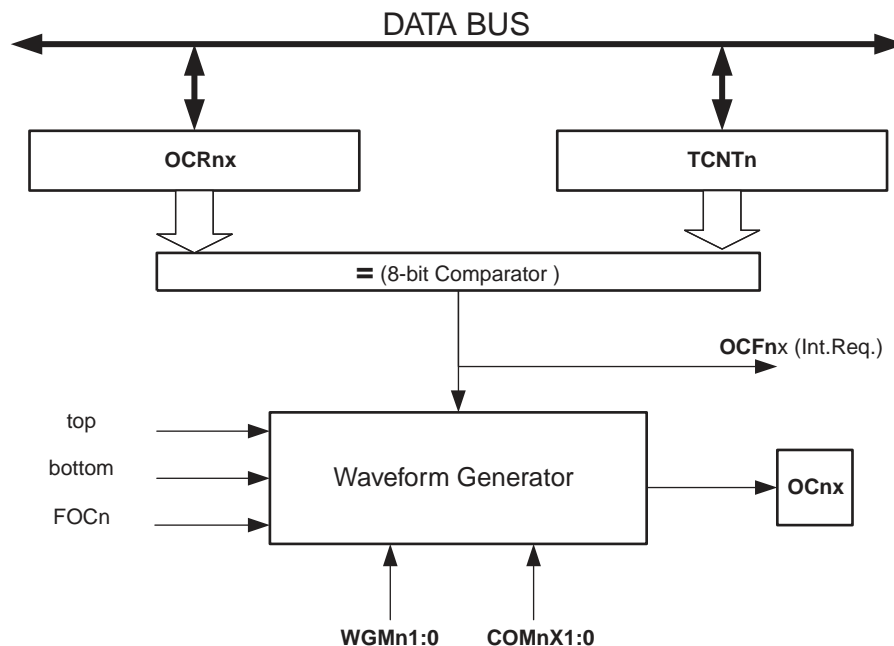 DATA BUS
OCRnx
TCNTn
= (8-bit Comparator )
OCFnx (Int.Req.)
top
bottom
FOCn
Waveform Generator
OCnx
WGMn1:0
COMnX1:0